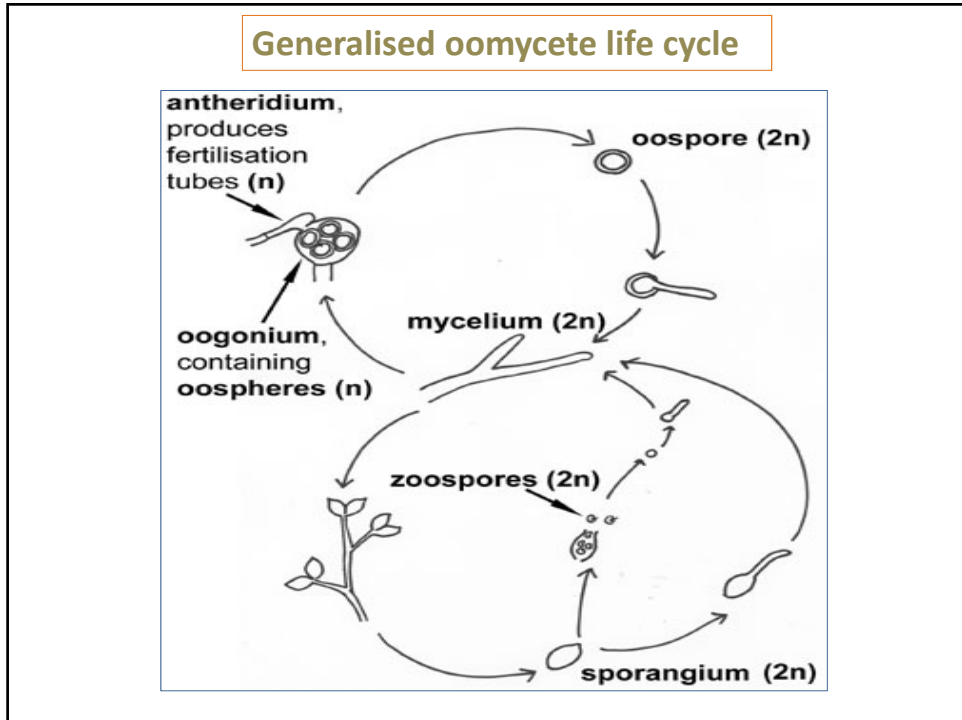 Generalised oomycete life cycle
antheridium,
produces
fertilisation
tubes (n)
oospore (2n)
mycelium (2n)
oogonium,
containing
oospheres (n)
zoospores (2n)
sporangium (2n)